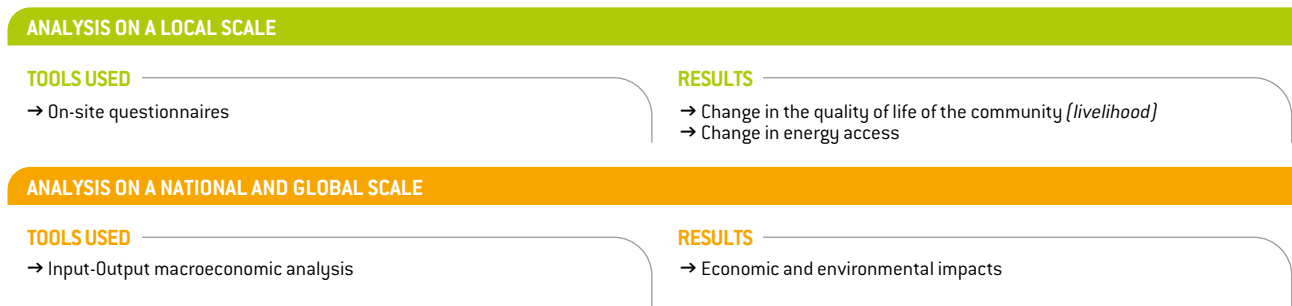 ANALYSIS ON A LOCAL SCALE
TOOLS USED
→ On-site questionnaires
RESULTS
→ Change in the quality of life of the community (livelihood)
→ Change in energy access
ANALYSIS ON A NATIONAL AND GLOBAL SCALE
TOOLS USED
→ Input-Output macroeconomic analysis
RESULTS
→ Economic and environmental impacts